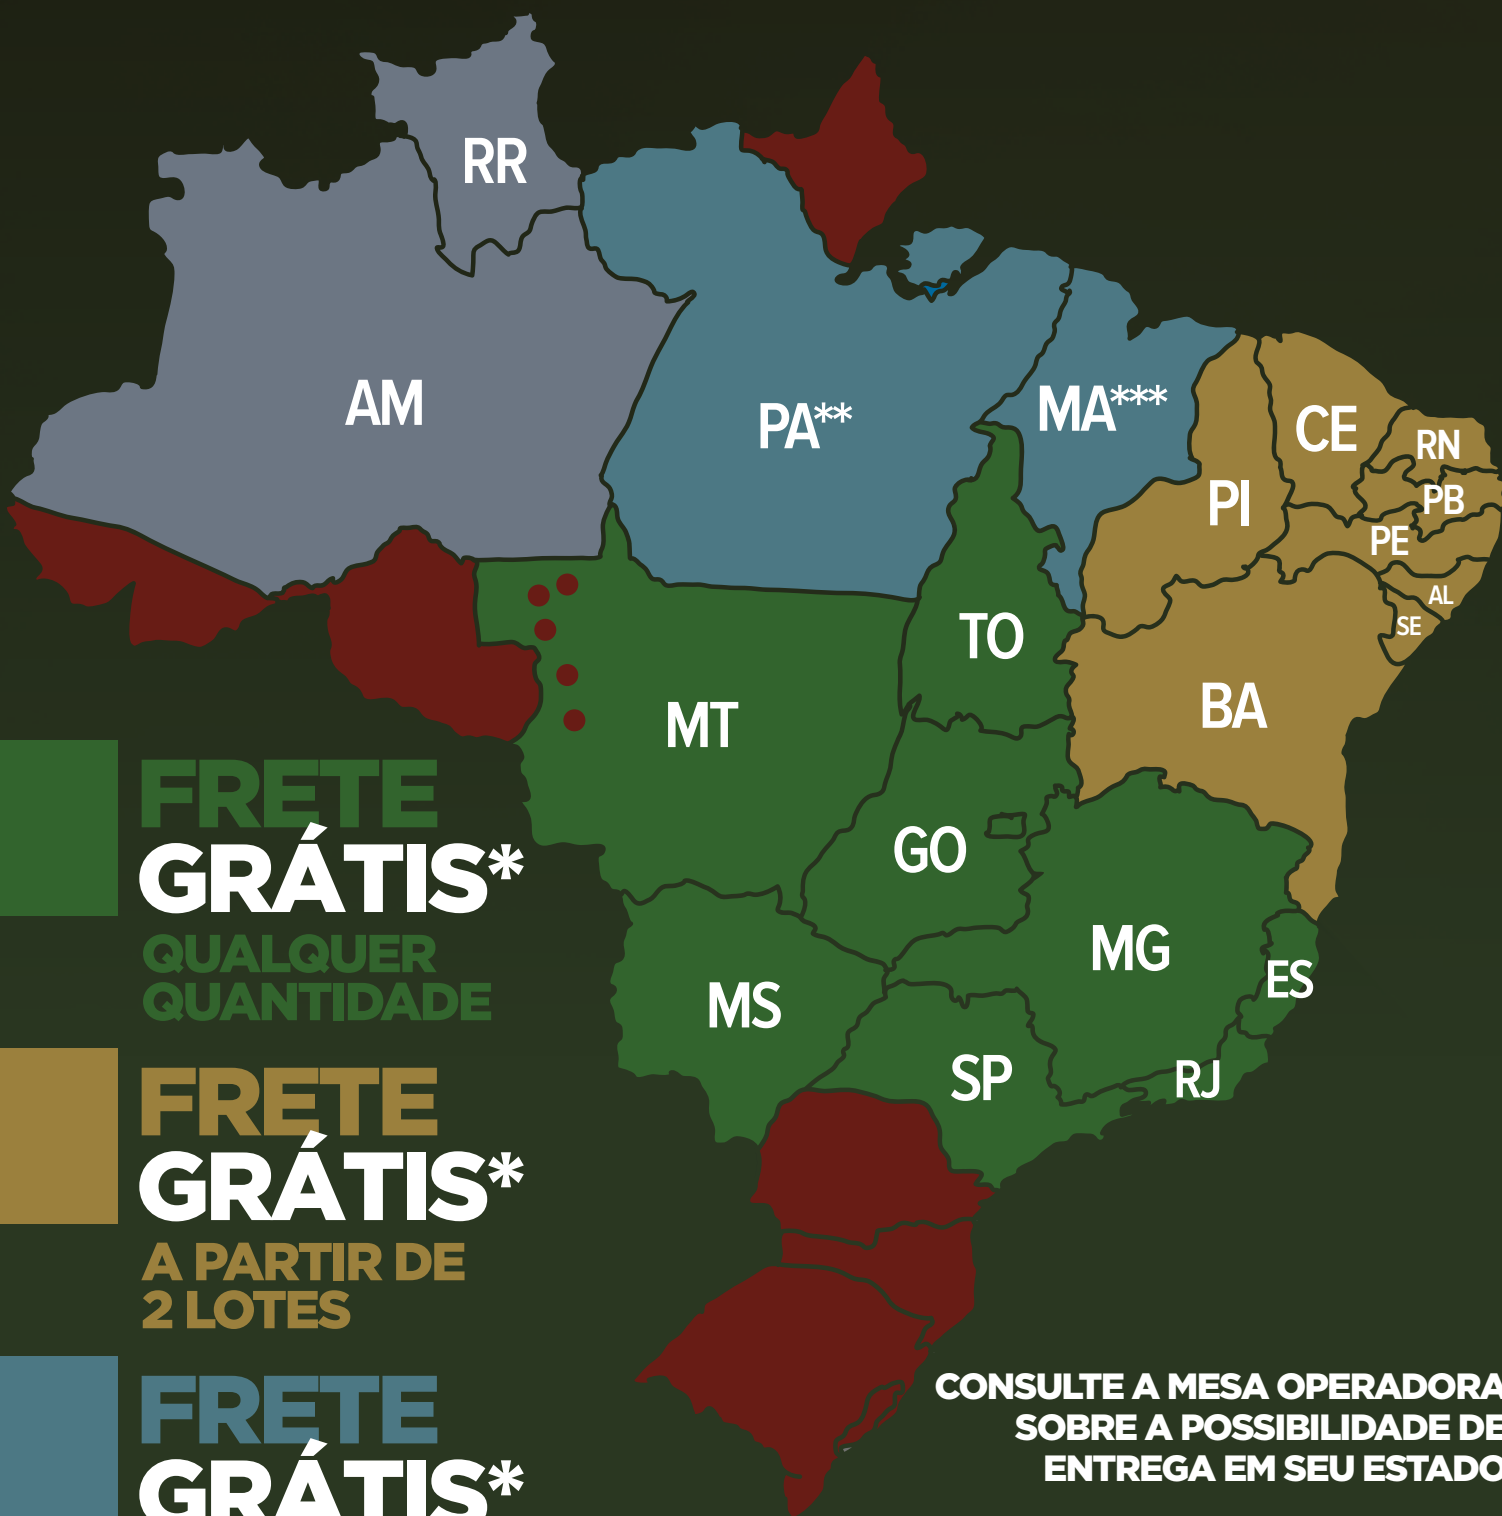 RR
AM
PA**
MA***
CE
RN
PI
PB
PE
AL
SE
TO
BA
MT
GO
MG
ES
MS
SP
RJ
FRETE
GRÁTIS*
QUALQUER
QUANTIDADE
FRETE
GRÁTIS*
A PARTIR DE
2 LOTES
FRETE
GRÁTIS*
CONSULTE A MESA OPERADORA
SOBRE A POSSIBILIDADE DE
ENTREGA EM SEU ESTADO